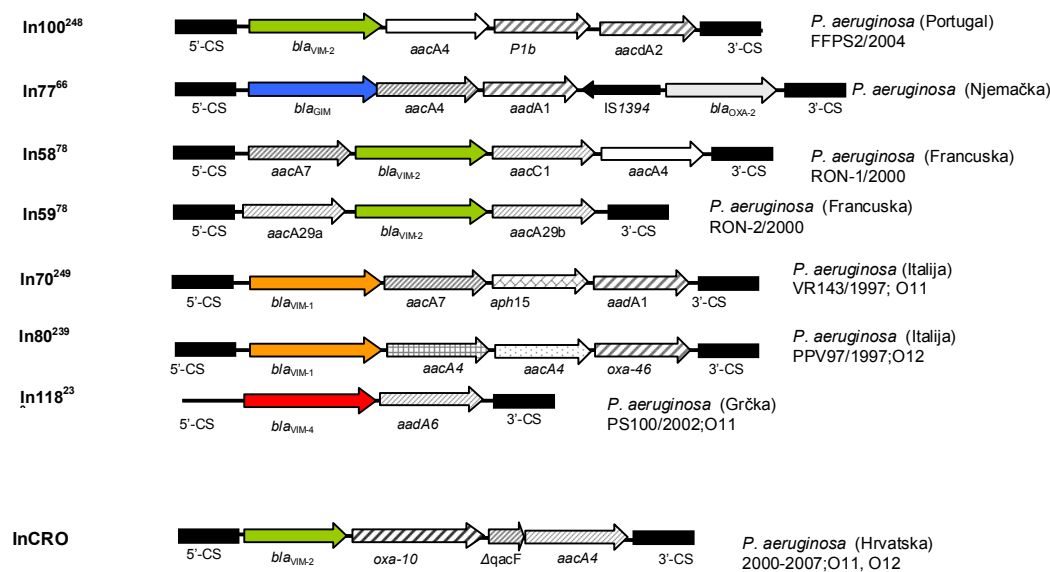 In100248
5'-CS blaVIM-2 aacA4 P1b aacdA2 3'-CS
P. aeruginosa (Portugal)
FFPS2/2004
In7766
5'-CS blaGIM aacA4 aadA1 IS1394 blaOXA-2 3'-CS
P. aeruginosa (Njemačka)
In5878
5'-CS aacA7 blaVIM-2 aacC1 aacA4 3'-CS
P. aeruginosa (Francuska)
RON-1/2000
In5978
5'-CS aacA29a blaVIM-2 aacA29b 3'-CS
P. aeruginosa (Francuska)
RON-2/2000
In70249
5'-CS blaVIM-1 aacA7 aph15 aadA1 3'-CS
P. aeruginosa (Italija)
VR143/1997; O11
In80239
5'-CS blaVIM-1 aacA4 aacA4 oxa-46 3'-CS
P. aeruginosa (Italija)
PPV97/1997;O12
In11823
5'-CS blaVIM-4 aadA6 3'-CS
P. aeruginosa (Grčka)
PS100/2002;O11
InCRO
5'-CS blaVIM-2 oxa-10 ΔqacF aacA4 3'-CS
P. aeruginosa (Hrvatska)
2000-2007;O11, O12